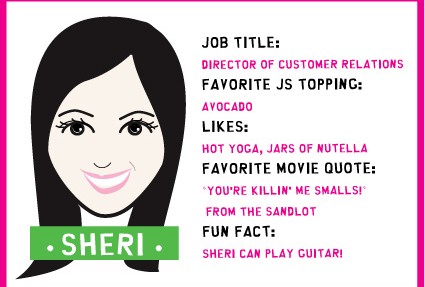 JOB TITLE:
DIRECTOR OF CUSTOMER RELATIONS
FAVORITE JS TOPPING:
AVOCADO
LIKES:
HOT YOGA, JARS OF NUTELLA
FAVORITE MOVIE QUOTE:
"YOU'RE KILLIN' ME SMALLS!"
FROM THE SANDLOT
FUN FACT:
SHERI CAN PLAY GUITAR!
• SHERI •